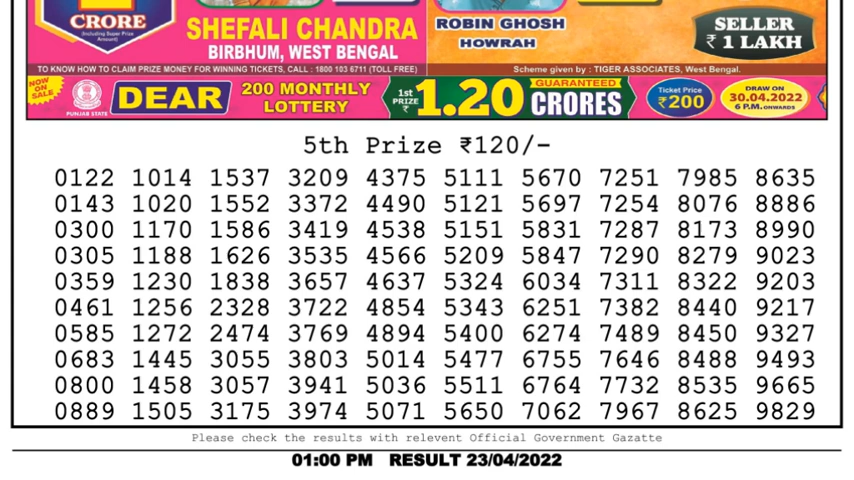 CRORE
(Including Super Prize Amount)
SHEFALI CHANDRA
BIRBHUM, WEST BENGAL
ROBIN GHOSH
HOWRAH
SELLER
₹ 1 LAKH
TO KNOW HOW TO CLAIM PRIZE MONEY FOR WINNING TICKETS, CALL : 1800 103 6711 (TOLL FREE)
Scheme given by : TIGER ASSOCIATES, West Bengal.
NOW ON SALE
PUNJAB STATE
DEAR
200 MONTHLY
LOTTERY
1st PRIZE ₹
1.20
GUARANTEED
CRORES
Ticket Price
₹200
DRAW ON
30.04.2022
6 P.M. ONWARDS
5th Prize ₹120/-
0122 1014 1537 3209 4375 5111 5670 7251 7985 8635
0143 1020 1552 3372 4490 5121 5697 7254 8076 8886
0300 1170 1586 3419 4538 5151 5831 7287 8173 8990
0305 1188 1626 3535 4566 5209 5847 7290 8279 9023
0359 1230 1838 3657 4637 5324 6034 7311 8322 9203
0461 1256 2328 3722 4854 5343 6251 7382 8440 9217
0585 1272 2474 3769 4894 5400 6274 7489 8450 9327
0683 1445 3055 3803 5014 5477 6755 7646 8488 9493
0800 1458 3057 3941 5036 5511 6764 7732 8535 9665
0889 1505 3175 3974 5071 5650 7062 7967 8625 9829
Please check the results with relevent Official Government Gazatte
01:00 PM RESULT 23/04/2022